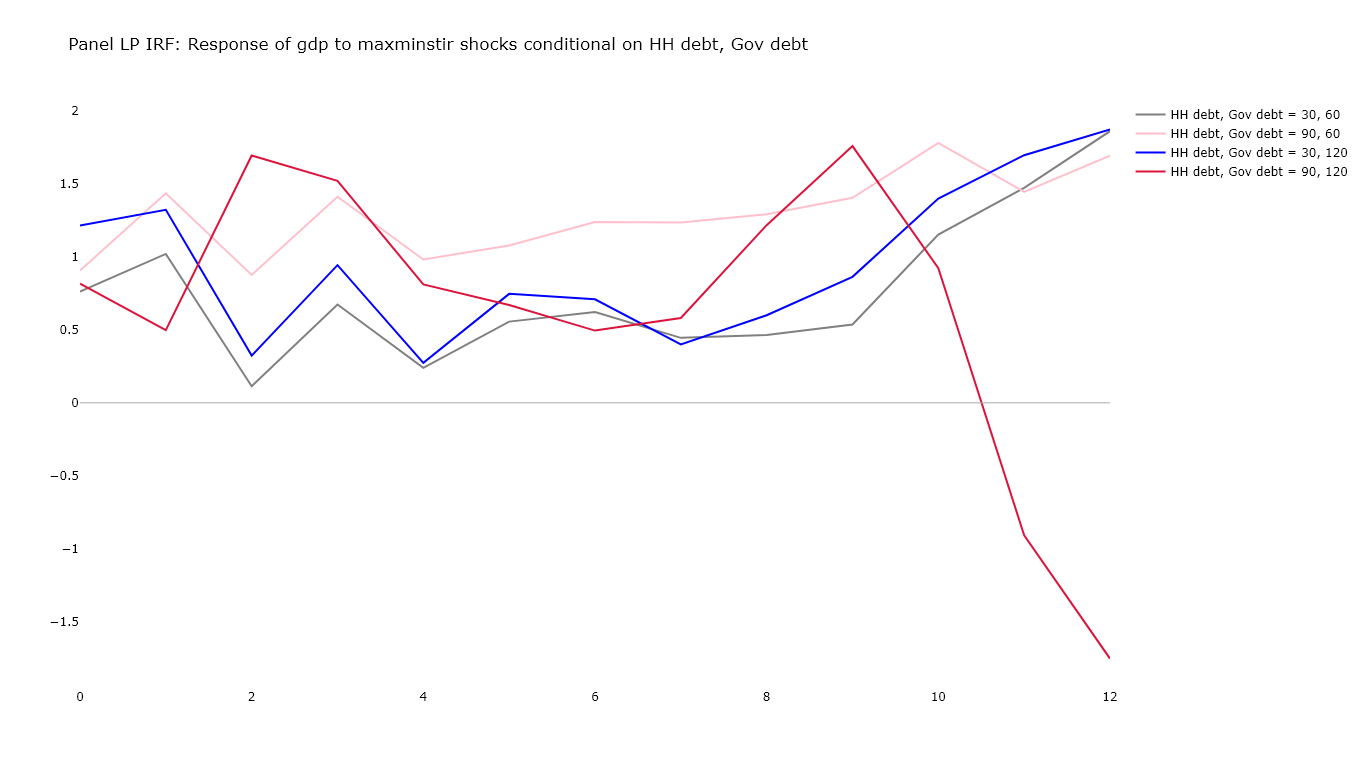 Panel LP IRF: Response of gdp to maxminstir shocks conditional on HH debt, Gov debt
2
1.5
1
0.5
0
−0.5
−1
−1.5
0 2 4 6 8 10 12
HH debt, Gov debt = 30, 60
HH debt, Gov debt = 90, 60
HH debt, Gov debt = 30, 120
HH debt, Gov debt = 90, 120